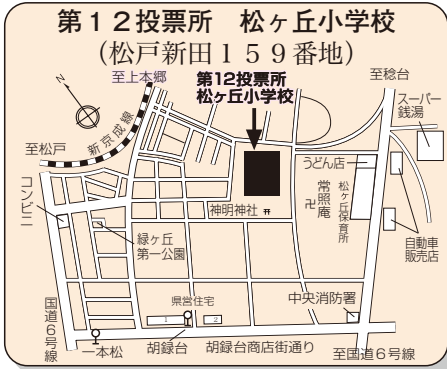 第１２投票所　松ヶ丘小学校
（松戸新田１５９番地）
至上本郷
第12投票所
松ヶ丘小学校
至稔台
スーパー
銭湯
N
新京成線
至松戸
うどん店
コンビニ
常照庵
卍
松ヶ丘保育所
神明神社
緑ヶ丘
第一公園
自動車
販売店
県営住宅
1
2
中央消防署
国道6号線
一本松
胡録台
胡録台商店街通り
至国道6号線